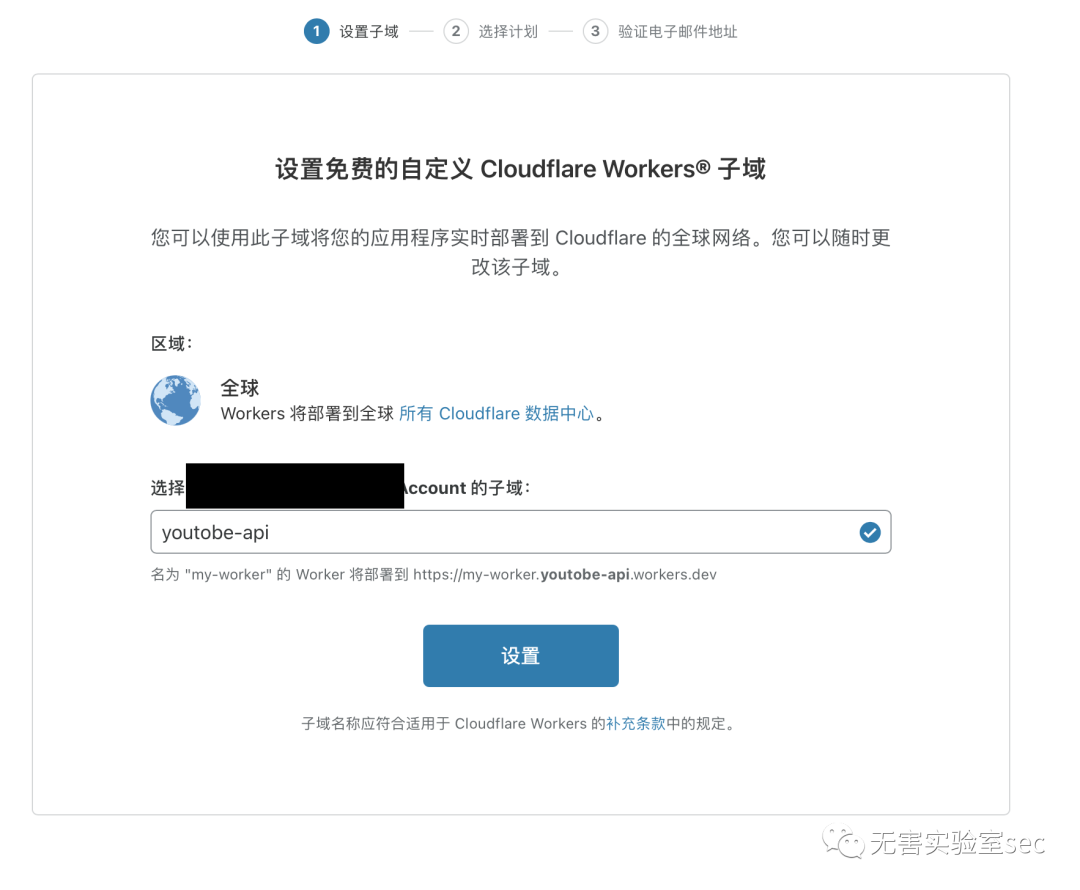 1 设置子域 2 选择计划 3 验证电子邮件地址
设置免费的自定义 Cloudflare Workers® 子域
您可以使用此子域将您的应用程序实时部署到 Cloudflare 的全球网络。您可以随时更
改该子域。
区域：
全球
Workers 将部署到全球 所有 Cloudflare 数据中心。
选择 Account 的子域：
youtobe-api
名为 "my-worker" 的 Worker 将部署到 https://my-worker.youtobe-api.workers.dev
设置
子域名称应符合适用于 Cloudflare Workers 的补充条款中的规定。
无害实验室sec